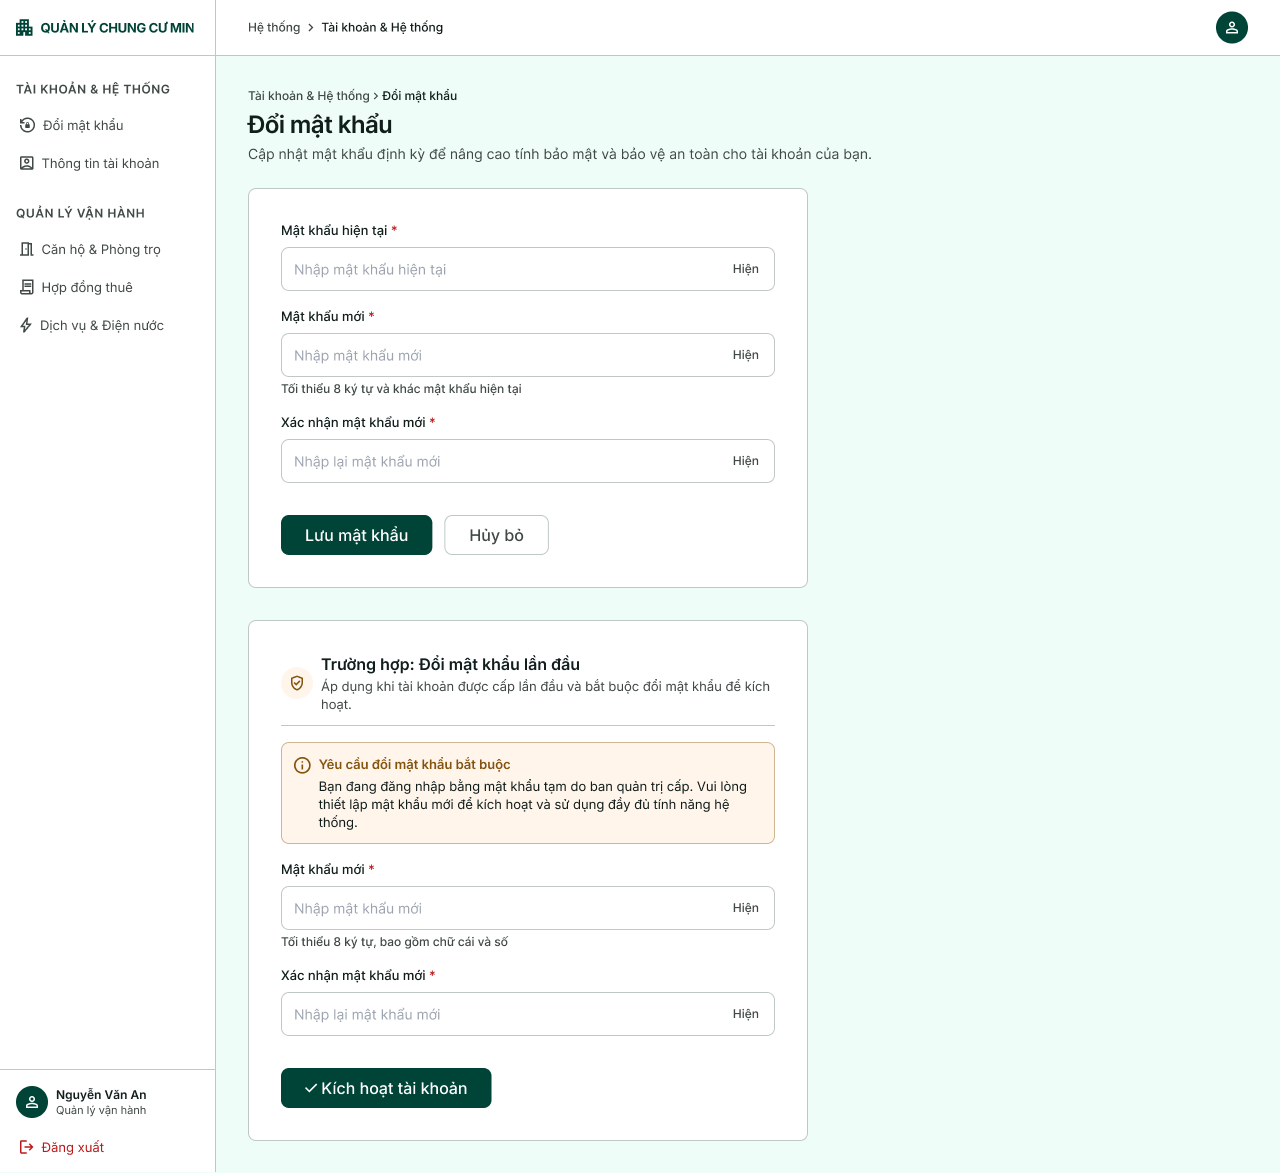 QUẢN LÝ CHUNG CƯ MIN
Hệ thống > Tài khoản & Hệ thống
TÀI KHOẢN & HỆ THỐNG
Đổi mật khẩu
Thông tin tài khoản
QUẢN LÝ VẬN HÀNH
Căn hộ & Phòng trọ
Hợp đồng thuê
Dịch vụ & Điện nước
Nguyễn Văn An
Quản lý vận hành
Đăng xuất
Tài khoản & Hệ thống > Đổi mật khẩu
Đổi mật khẩu
Cập nhật mật khẩu định kỳ để nâng cao tính bảo mật và bảo vệ an toàn cho tài khoản của bạn.
Mật khẩu hiện tại *
Nhập mật khẩu hiện tại Hiện
Mật khẩu mới *
Nhập mật khẩu mới Hiện
Tối thiểu 8 ký tự và khác mật khẩu hiện tại
Xác nhận mật khẩu mới *
Nhập lại mật khẩu mới Hiện
Lưu mật khẩu Hủy bỏ
Trường hợp: Đổi mật khẩu lần đầu
Áp dụng khi tài khoản được cấp lần đầu và bắt buộc đổi mật khẩu để kích
hoạt.
Yêu cầu đổi mật khẩu bắt buộc
Bạn đang đăng nhập bằng mật khẩu tạm do ban quản trị cấp. Vui lòng
thiết lập mật khẩu mới để kích hoạt và sử dụng đầy đủ tính năng hệ
thống.
Mật khẩu mới *
Nhập mật khẩu mới Hiện
Tối thiểu 8 ký tự, bao gồm chữ cái và số
Xác nhận mật khẩu mới *
Nhập lại mật khẩu mới Hiện
Kích hoạt tài khoản